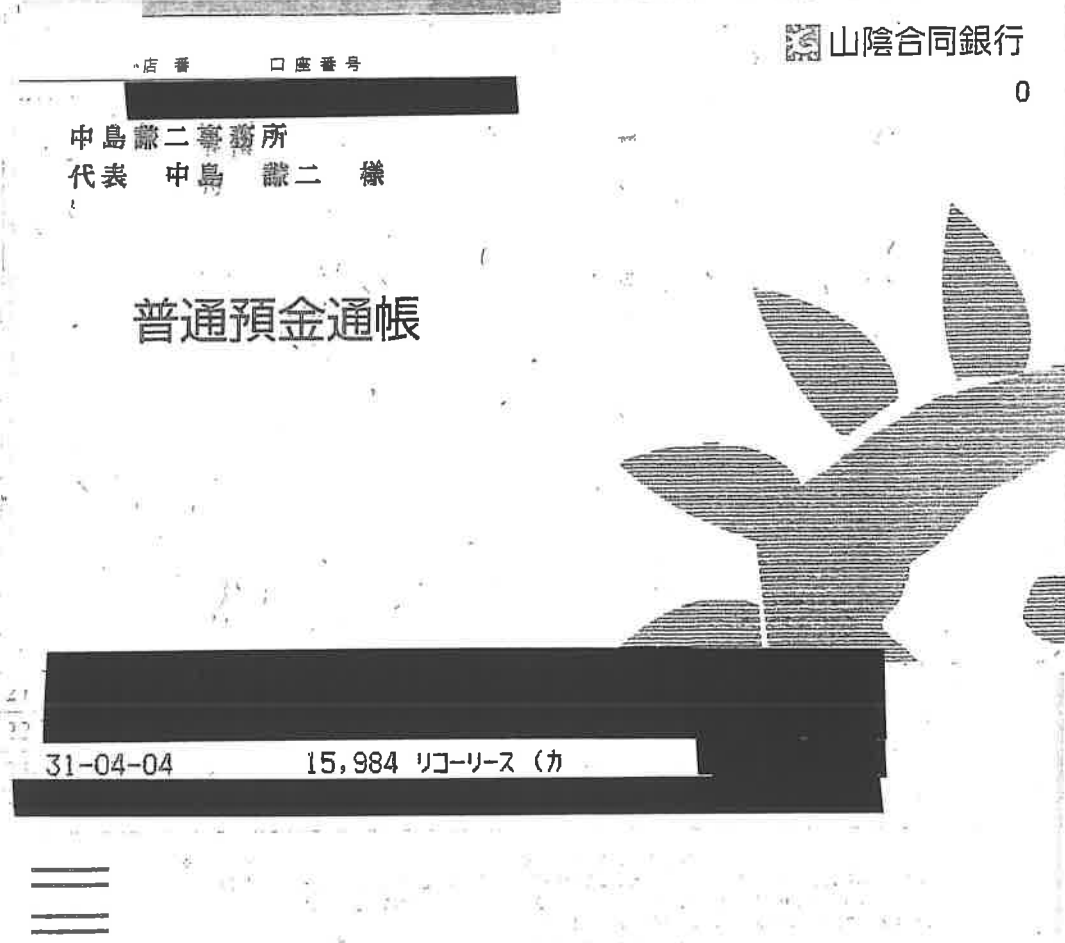 山陰合同銀行
店番 口座番号
0
中島謙二事務所
代表 中島 謙二 様
普通預金通帳
31-04-04 15,984 リコーリース (カ